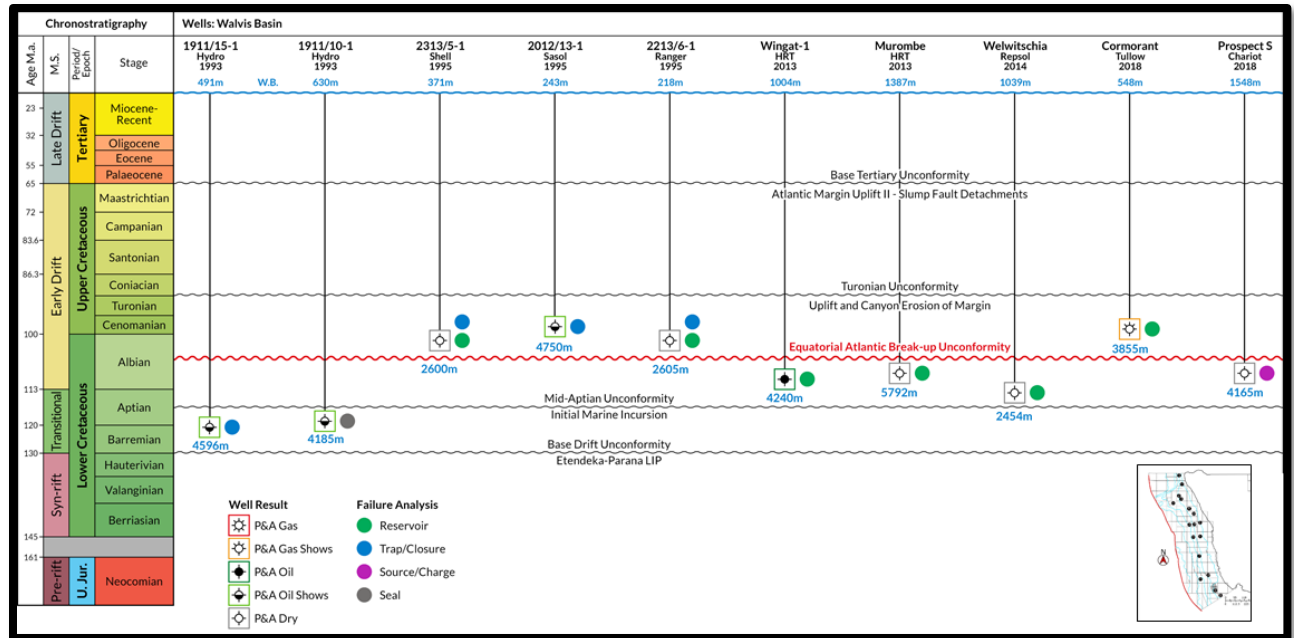 Chronostratigraphy
Wells: Walvis Basin
Age M.a.
M.S.
Period/
Epoch
Stage
1911/15-1
Hydro
1993
491m
W.B.
1911/10-1
Hydro
1993
630m
2313/5-1
Shell
1995
371m
2012/13-1
Sasol
1995
243m
2213/6-1
Ranger
1995
218m
Wingat-1
HRT
2013
1004m
Murombe
HRT
2013
1387m
Welwitschia
Repsol
2014
1039m
Cormorant
Tullow
2018
548m
Prospect S
Chariot
2018
1548m
23
32
55
65
72
83.6
86.3
100
113
120
130
145
161
Late Drift
Early Drift
Transitional
Syn-rift
Pre-rift
Tertiary
Upper Cretaceous
Lower Cretaceous
U. Jur.
Miocene-
Recent
Oligocene
Eocene
Palaeocene
Maastrichtian
Campanian
Santonian
Coniacian
Turonian
Cenomanian
Albian
Aptian
Barremian
Hauterivian
Valanginian
Berriasian
Neocomian
Base Tertiary Unconformity
Atlantic Margin Uplift II - Slump Fault Detachments
Turonian Unconformity
Uplift and Canyon Erosion of Margin
Equatorial Atlantic Break-up Unconformity
Mid-Aptian Unconformity
Initial Marine Incursion
Base Drift Unconformity
Etendeka-Parana LIP
4596m
4185m
2600m
4750m
2605m
4240m
5792m
2454m
3855m
4165m
Well Result
P&A Gas
P&A Gas Shows
P&A Oil
P&A Oil Shows
P&A Dry
Failure Analysis
Reservoir
Trap/Closure
Source/Charge
Seal
N